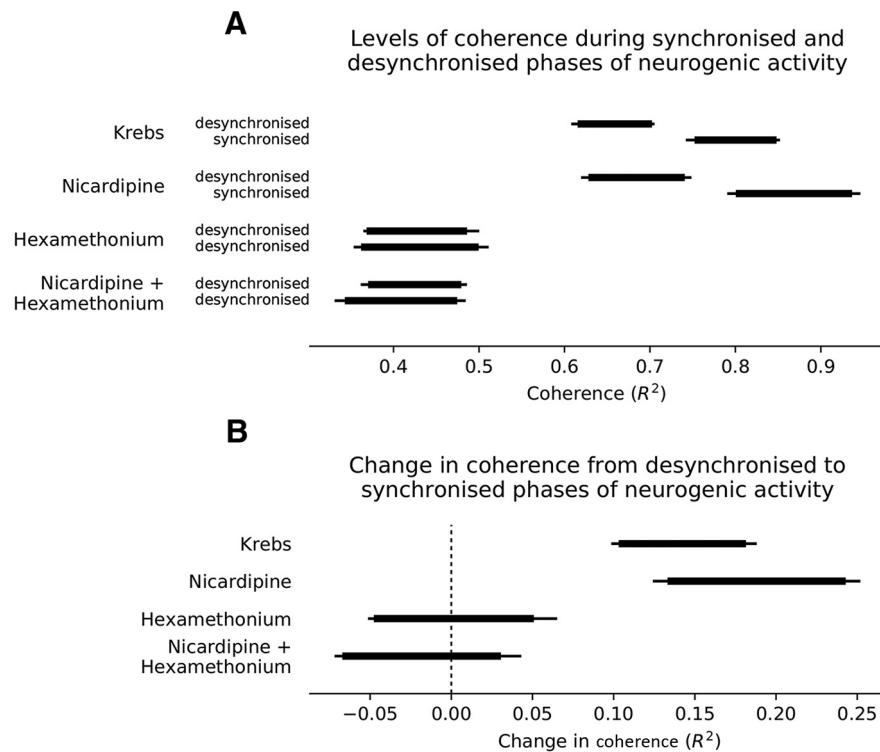 A
Levels of coherence during synchronised and
desynchronised phases of neurogenic activity
Krebs
desynchronised
synchronised
Nicardipine
desynchronised
synchronised
Hexamethonium
desynchronised
desynchronised
Nicardipine +
Hexamethonium
desynchronised
desynchronised
0.4 0.5 0.6 0.7 0.8 0.9
Coherence (R²)
B
Change in coherence from desynchronised to
synchronised phases of neurogenic activity
Krebs
Nicardipine
Hexamethonium
Nicardipine +
Hexamethonium
−0.05 0.00 0.05 0.10 0.15 0.20 0.25
Change in coherence (R²)